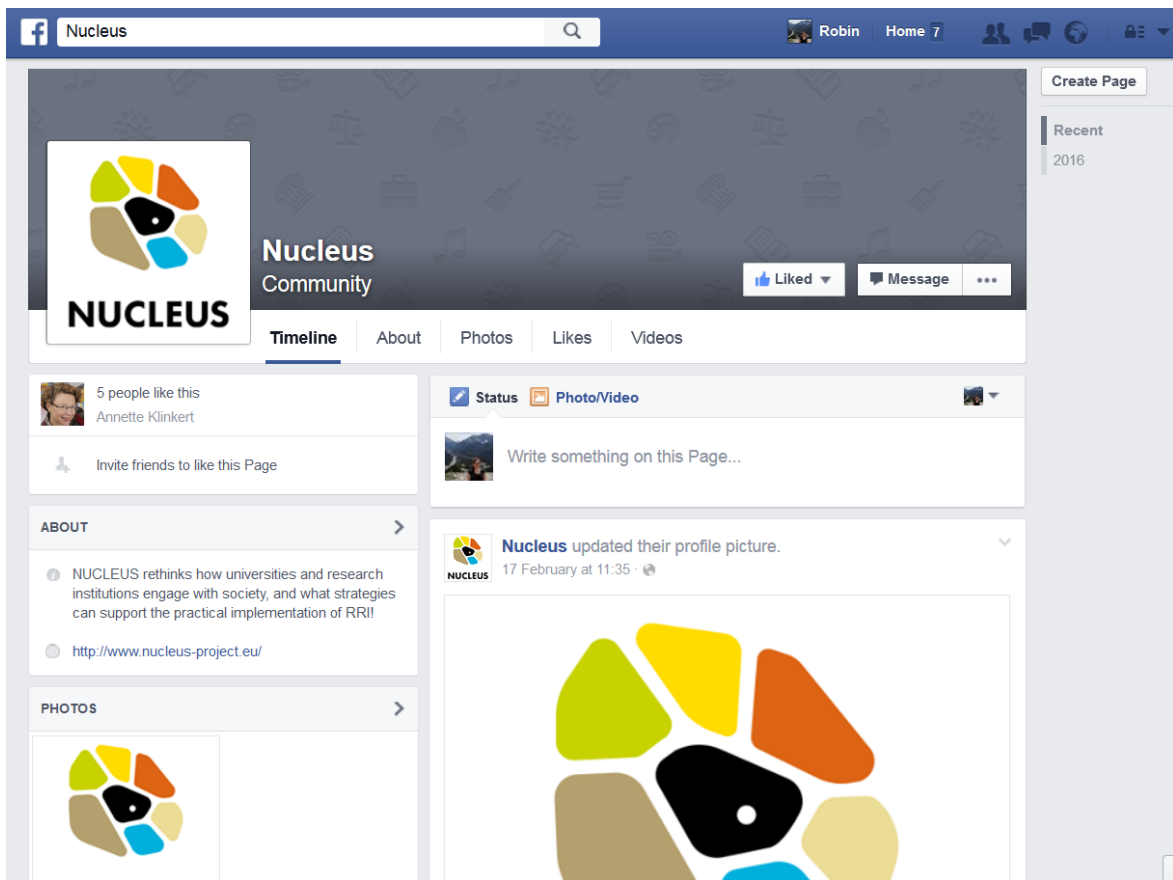 Nucleus
Robin
Home 7
Create Page
Recent
2016
NUCLEUS
Nucleus
Community
Liked
Message
Timeline
About
Photos
Likes
Videos
5 people like this
Annette Klinkert
Invite friends to like this Page
ABOUT
NUCLEUS rethinks how universities and research
institutions engage with society, and what strategies
can support the practical implementation of RRI!
http://www.nucleus-project.eu/
PHOTOS
Status
Photo/Video
Write something on this Page...
NUCLEUS
Nucleus updated their profile picture.
17 February at 11:35 ·